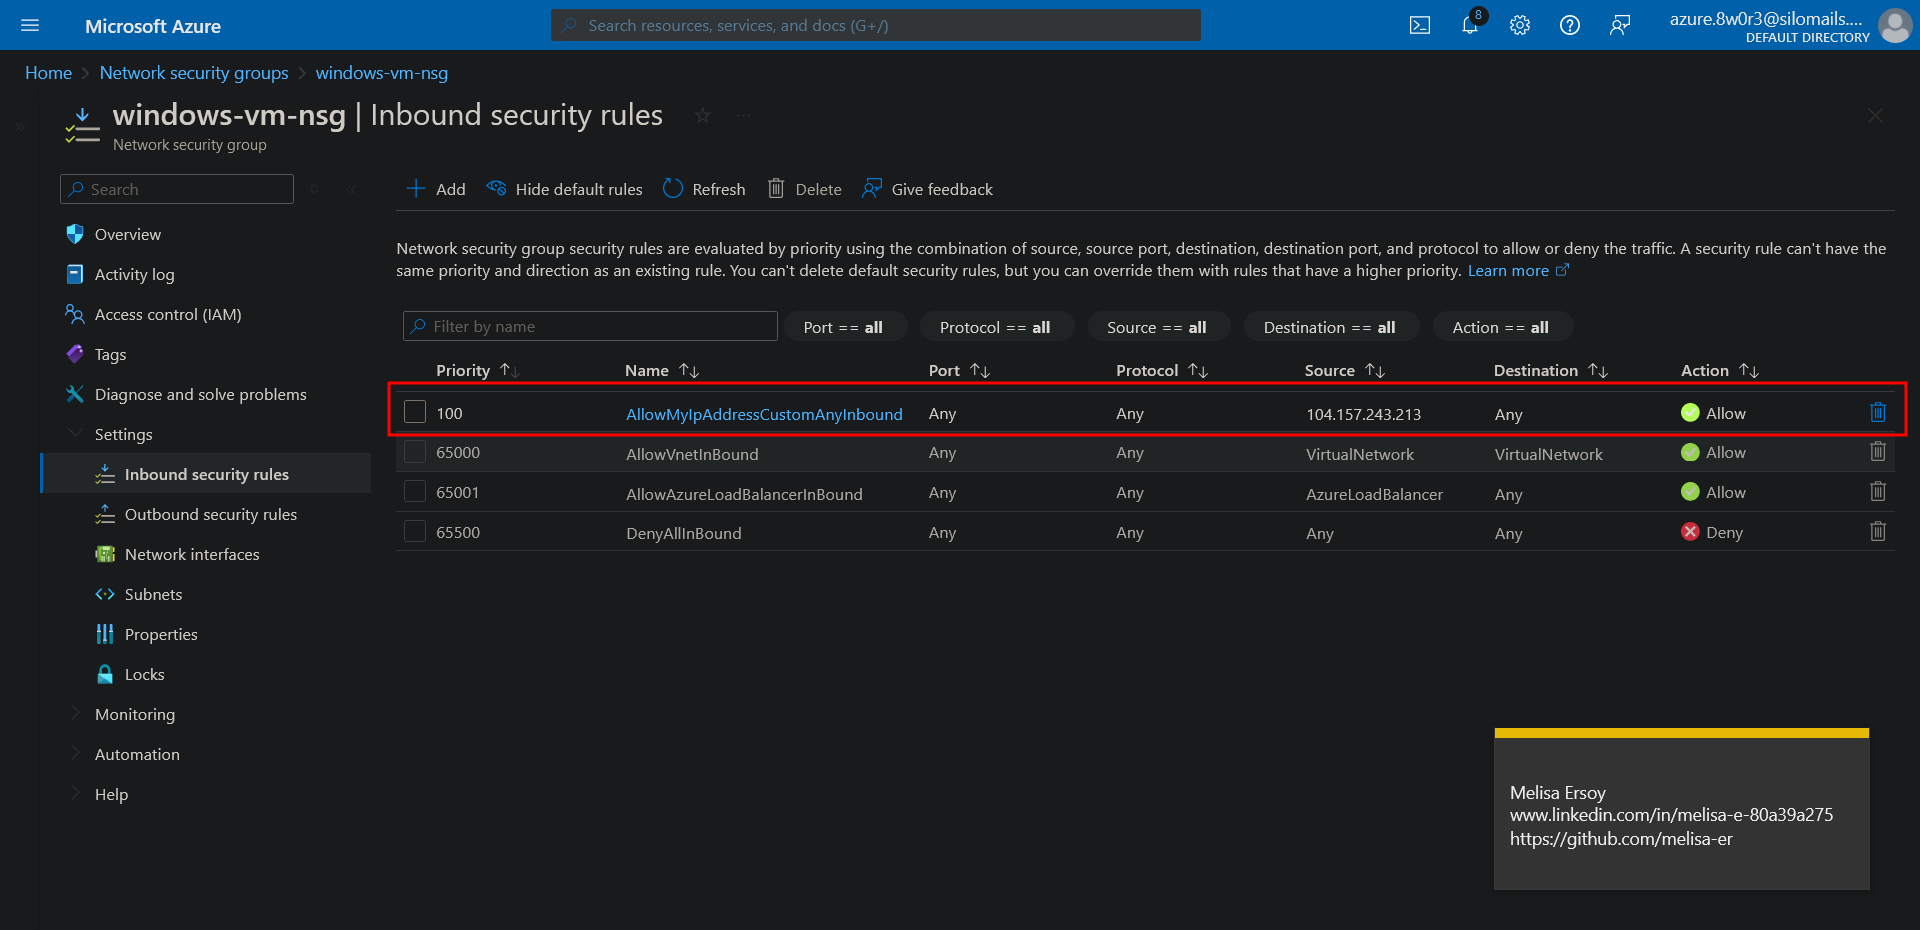 Microsoft Azure
Search resources, services, and docs (G+/)
8
azure.8w0r3@silomails....
DEFAULT DIRECTORY
Home > Network security groups > windows-vm-nsg
windows-vm-nsg | Inbound security rules
Network security group
Search
Overview
Activity log
Access control (IAM)
Tags
Diagnose and solve problems
Settings
Inbound security rules
Outbound security rules
Network interfaces
Subnets
Properties
Locks
Monitoring
Automation
Help
Add Hide default rules Refresh Delete Give feedback
Network security group security rules are evaluated by priority using the combination of source, source port, destination, destination port, and protocol to allow or deny the traffic. A security rule can't have the
same priority and direction as an existing rule. You can't delete default security rules, but you can override them with rules that have a higher priority. Learn more
Filter by name Port == all Protocol == all Source == all Destination == all Action == all
Priority Name Port Protocol Source Destination Action
100 AllowMyIpAddressCustomAnyInbound Any Any 104.157.243.213 Any Allow
65000 AllowVnetInBound Any Any VirtualNetwork VirtualNetwork Allow
65001 AllowAzureLoadBalancerInBound Any Any AzureLoadBalancer Any Allow
65500 DenyAllInBound Any Any Any Any Deny
Melisa Ersoy
www.linkedin.com/in/melisa-e-80a39a275
https://github.com/melisa-er